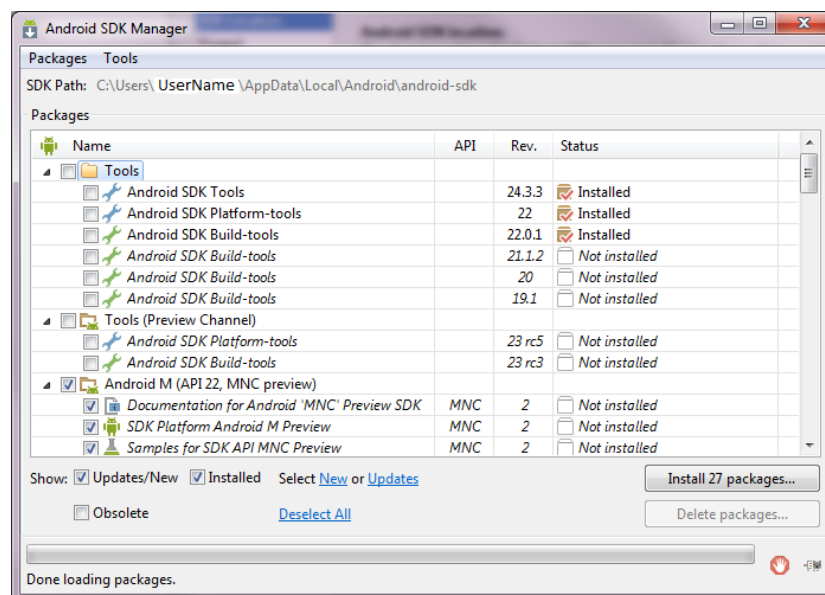 Android SDK Manager
Packages Tools
SDK Path: C:\Users\ UserName \AppData\Local\Android\android-sdk
Packages
Name API Rev. Status
Tools
Android SDK Tools 24.3.3 Installed
Android SDK Platform-tools 22 Installed
Android SDK Build-tools 22.0.1 Installed
Android SDK Build-tools 21.1.2 Not installed
Android SDK Build-tools 20 Not installed
Android SDK Build-tools 19.1 Not installed
Tools (Preview Channel)
Android SDK Platform-tools 23 rc5 Not installed
Android SDK Build-tools 23 rc3 Not installed
Android M (API 22, MNC preview)
Documentation for Android 'MNC' Preview SDK MNC 2 Not installed
SDK Platform Android M Preview MNC 2 Not installed
Samples for SDK API MNC Preview MNC 2 Not installed
Show: Updates/New Installed Select New or Updates Install 27 packages...
Obsolete Deselect All Delete packages...
Done loading packages.